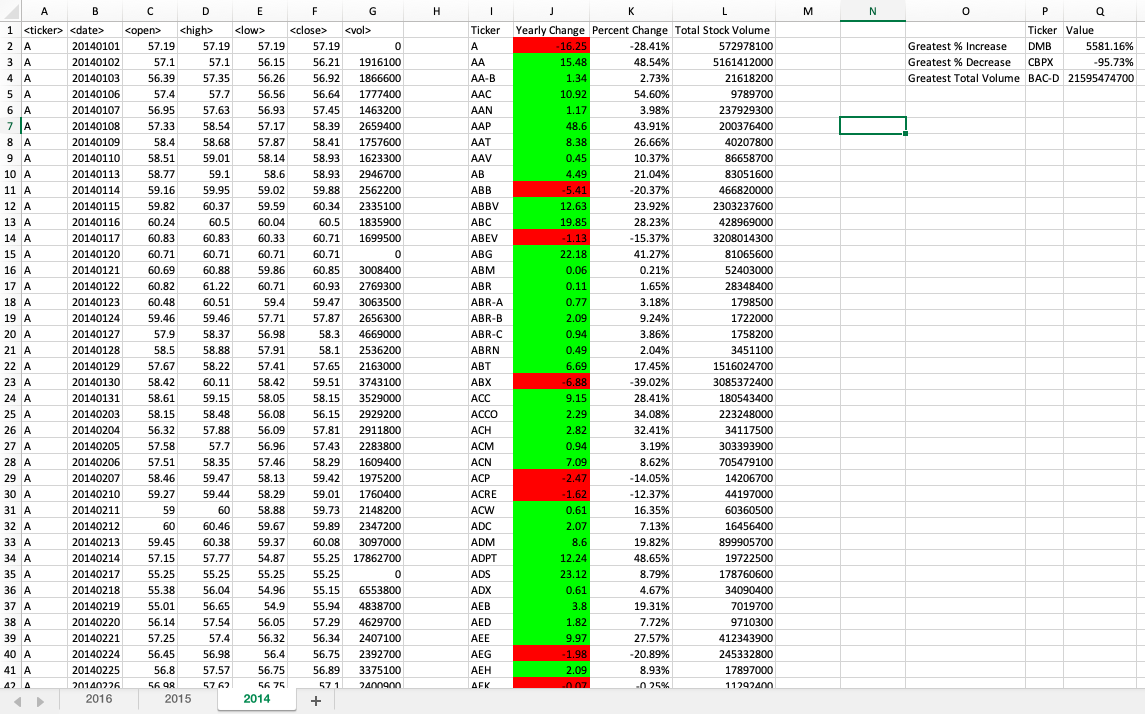 A B C D E F G H I J K L M N O P Q
1 <ticker> <date> <open> <high> <low> <close> <vol> Ticker Yearly Change Percent Change Total Stock Volume Ticker Value
2 A 20140101 57.19 57.19 57.19 57.19 0 A -16.25 -28.41% 572978100 Greatest % Increase DMB 5581.16%
3 A 20140102 57.1 57.1 56.15 56.21 1916100 AA 15.48 48.54% 5161412000 Greatest % Decrease CBPX -95.73%
4 A 20140103 56.39 57.35 56.26 56.92 1866600 AA-B 1.34 2.73% 21618200 Greatest Total Volume BAC-D 21595474700
5 A 20140106 57.4 57.7 56.56 56.64 1777400 AAC 10.92 54.60% 9789700
6 A 20140107 56.95 57.63 56.93 57.45 1463200 AAN 1.17 3.98% 237929300
7 A 20140108 57.33 58.54 57.17 58.39 2659400 AAP 48.6 43.91% 200376400
8 A 20140109 58.4 58.68 57.87 58.41 1757600 AAT 8.38 26.66% 40207800
9 A 20140110 58.51 59.01 58.14 58.93 1623300 AAV 0.45 10.37% 86658700
10 A 20140113 58.77 59.1 58.6 58.93 2946700 AB 4.49 21.04% 83051600
11 A 20140114 59.16 59.95 59.02 59.88 2562200 ABB -5.41 -20.37% 466820000
12 A 20140115 59.82 60.37 59.59 60.34 2335100 ABBV 12.63 23.92% 2303237600
13 A 20140116 60.24 60.5 60.04 60.5 1835900 ABC 19.85 28.23% 428969000
14 A 20140117 60.83 60.83 60.33 60.71 1699500 ABEV -1.13 -15.37% 3208014300
15 A 20140120 60.71 60.71 60.71 60.71 0 ABG 22.18 41.27% 81065600
16 A 20140121 60.69 60.88 59.86 60.85 3008400 ABM 0.06 0.21% 52403000
17 A 20140122 60.82 61.22 60.71 60.93 2769300 ABR 0.11 1.65% 28348400
18 A 20140123 60.48 60.51 59.4 59.47 3063500 ABR-A 0.77 3.18% 1798500
19 A 20140124 59.46 59.46 57.71 57.87 2656300 ABR-B 2.09 9.24% 1722000
20 A 20140127 57.9 58.37 56.98 58.3 4669000 ABR-C 0.94 3.86% 1758200
21 A 20140128 58.5 58.88 57.91 58.1 2536200 ABRN 0.49 2.04% 3451100
22 A 20140129 57.67 58.22 57.41 57.65 2163000 ABT 6.69 17.45% 1516024700
23 A 20140130 58.42 60.11 58.42 59.51 3743100 ABX -6.88 -39.02% 3085372400
24 A 20140131 58.61 59.15 58.05 58.15 3529000 ACC 9.15 28.41% 180543400
25 A 20140203 58.15 58.48 56.08 56.15 2929200 ACCO 2.29 34.08% 223248000
26 A 20140204 56.32 57.88 56.09 57.81 2911800 ACH 2.82 32.41% 34117500
27 A 20140205 57.58 57.7 56.96 57.43 2283800 ACM 0.94 3.19% 303393900
28 A 20140206 57.51 58.35 57.46 58.29 1609400 ACN 7.09 8.62% 705479100
29 A 20140207 58.46 59.47 58.13 59.42 1975200 ACP -2.47 -14.05% 14206700
30 A 20140210 59.27 59.44 58.29 59.01 1760400 ACRE -1.62 -12.37% 44197000
31 A 20140211 59 60 58.88 59.73 2148200 ACW 0.61 16.35% 60360500
32 A 20140212 60 60.46 59.67 59.89 2347200 ADC 2.07 7.13% 16456400
33 A 20140213 59.45 60.38 59.37 60.08 3097000 ADM 8.6 19.82% 899905700
34 A 20140214 57.15 57.77 54.87 55.25 17862700 ADPT 12.24 48.65% 19722500
35 A 20140217 55.25 55.25 55.25 55.25 0 ADS 23.12 8.79% 178760600
36 A 20140218 55.38 56.04 54.96 55.15 6553800 ADX 0.61 4.67% 34090400
37 A 20140219 55.01 56.65 54.9 55.94 4838700 AEB 3.8 19.31% 7019700
38 A 20140220 56.14 57.54 56.05 57.29 4629700 AED 1.82 7.72% 9710300
39 A 20140221 57.25 57.4 56.32 56.34 2407100 AEE 9.97 27.57% 412343900
40 A 20140224 56.45 56.98 56.4 56.75 2392700 AEG -1.98 -20.89% 245332800
41 A 20140225 56.8 57.57 56.75 56.89 3375100 AEH 2.09 8.93% 17897000
42 A 20140226 56.98 57.62 56.75 57.1 2400900 AEK -0.07 -0.25% 11292400
2016 2015 2014 +